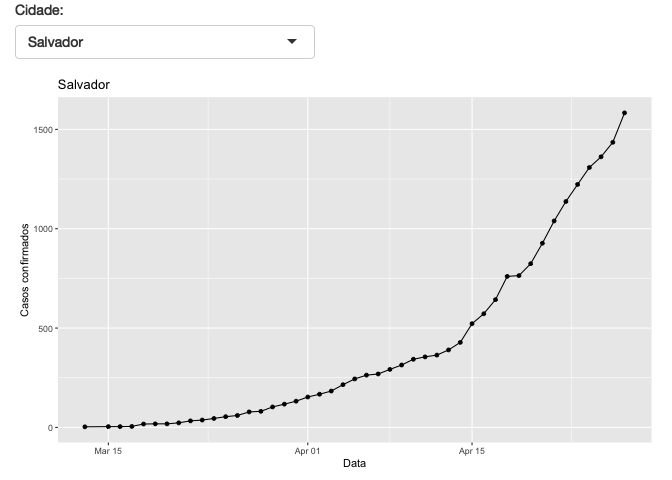 Cidade:
Salvador
Salvador
1500
1000
500
0
Casos confirmados
Mar 15 Apr 01 Apr 15
Data